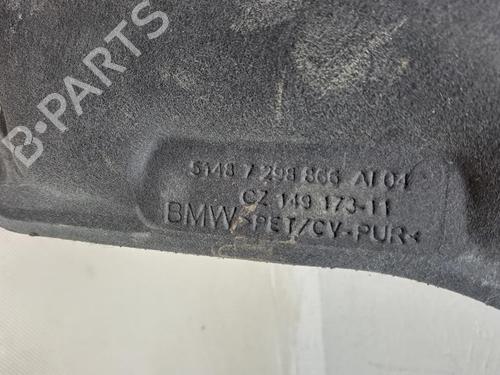 B-PARTS
5148 7 298 866 AI 04
CZ 149 173-11
BMW >PET/CV-PUR<